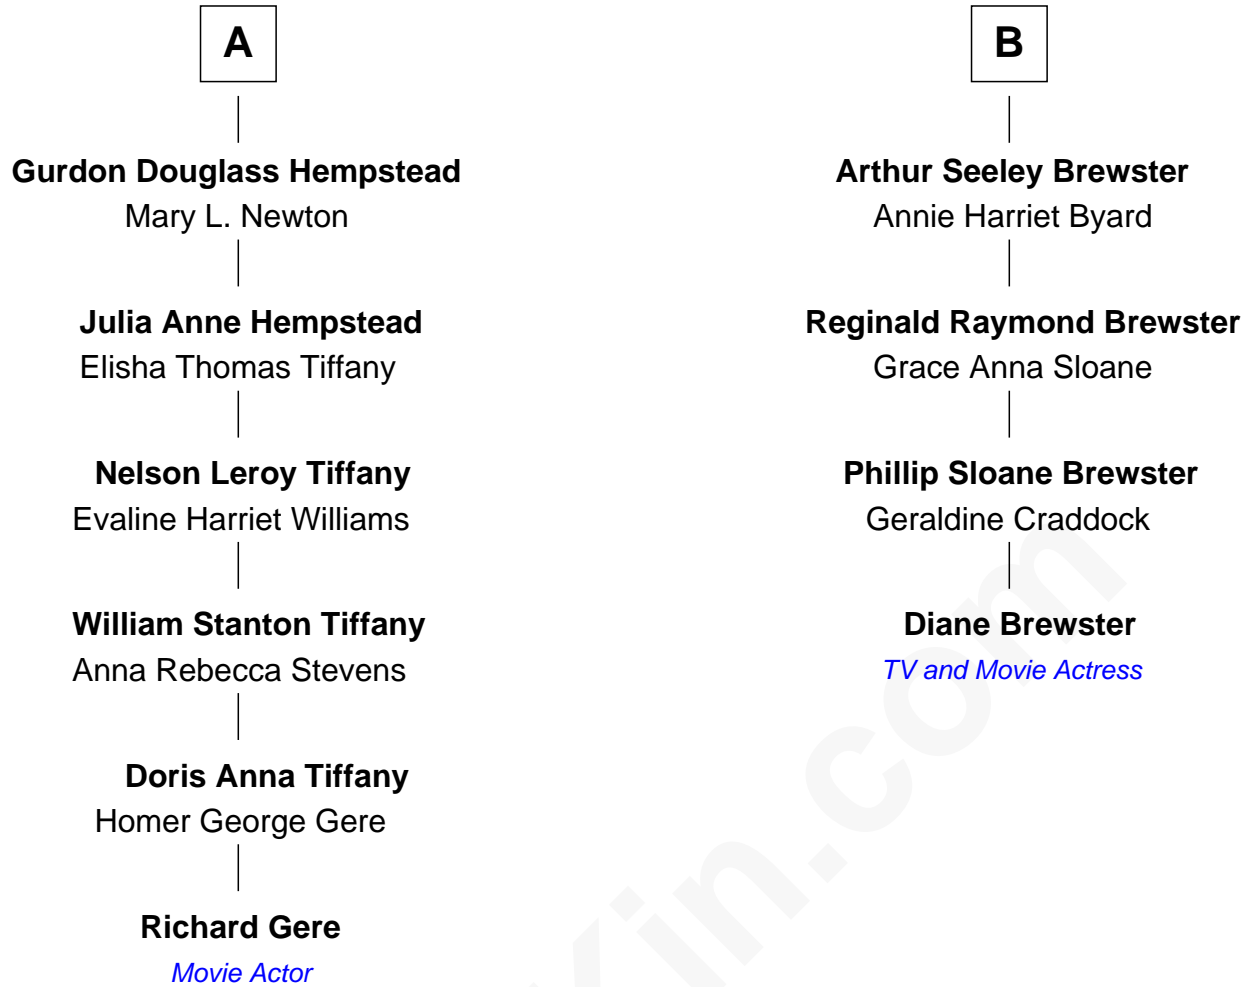 A
Gurdon Douglass Hempstead
Mary L. Newton
Julia Anne Hempstead
Elisha Thomas Tiffany
Nelson Leroy Tiffany
Evaline Harriet Williams
William Stanton Tiffany
Anna Rebecca Stevens
Doris Anna Tiffany
Homer George Gere
Richard Gere
Movie Actor
B
Arthur Seeley Brewster
Annie Harriet Byard
Reginald Raymond Brewster
Grace Anna Sloane
Phillip Sloane Brewster
Geraldine Craddock
Diane Brewster
TV and Movie Actress
Kin.com